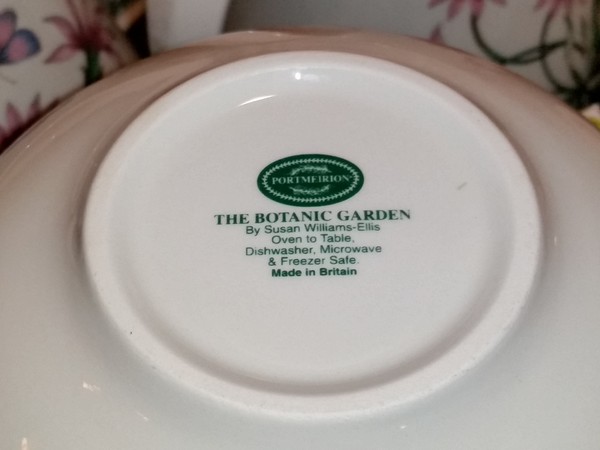 PORTMEIRION®
THE BOTANIC GARDEN
By Susan Williams-Ellis
Oven to Table,
Dishwasher, Microwave
& Freezer Safe.
Made in Britain